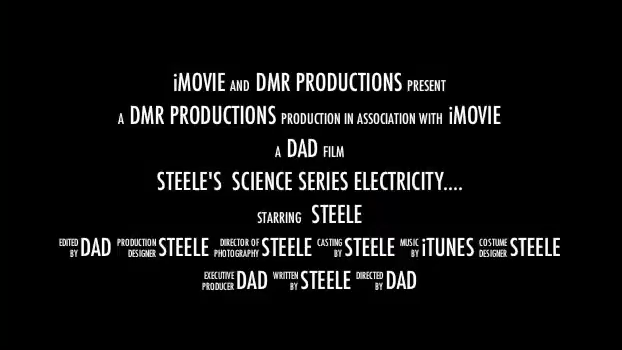 iMOVIE AND DMR PRODUCTIONS PRESENT
A DMR PRODUCTIONS PRODUCTION IN ASSOCIATION WITH iMOVIE
A DAD FILM
STEELE'S SCIENCE SERIES ELECTRICITY....
STARRING STEELE
EDITED BY DAD PRODUCTION DESIGNER STEELE DIRECTOR OF PHOTOGRAPHY STEELE CASTING BY STEELE MUSIC BY iTUNES COSTUME DESIGNER STEELE
EXECUTIVE PRODUCER DAD WRITTEN BY STEELE DIRECTED BY DAD